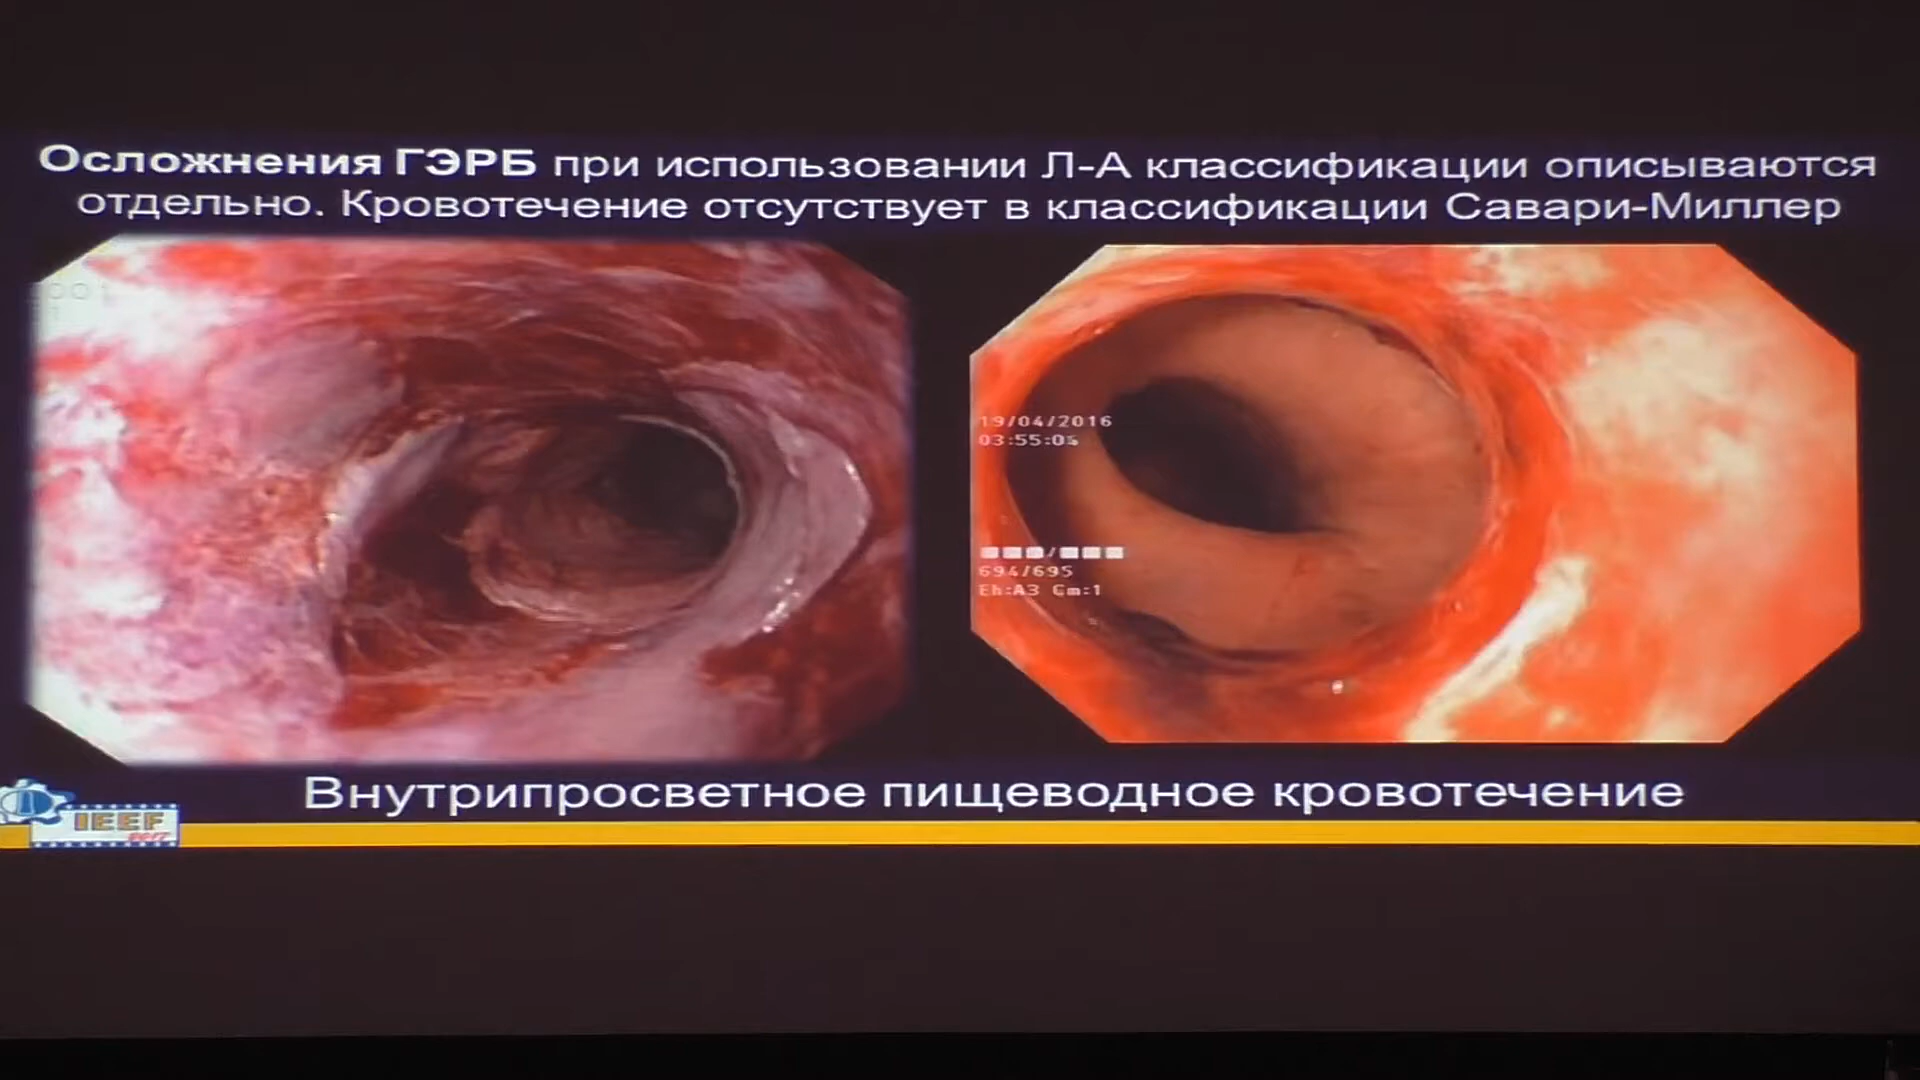 Осложнения ГЭРБ при использовании Л-А классификации описываются
отдельно. Кровотечение отсутствует в классификации Савари-Миллер
19/04/2016
03:55:04
694/695
Eh:A3 Cm:1
Внутрипросветное пищеводное кровотечение
IEEF